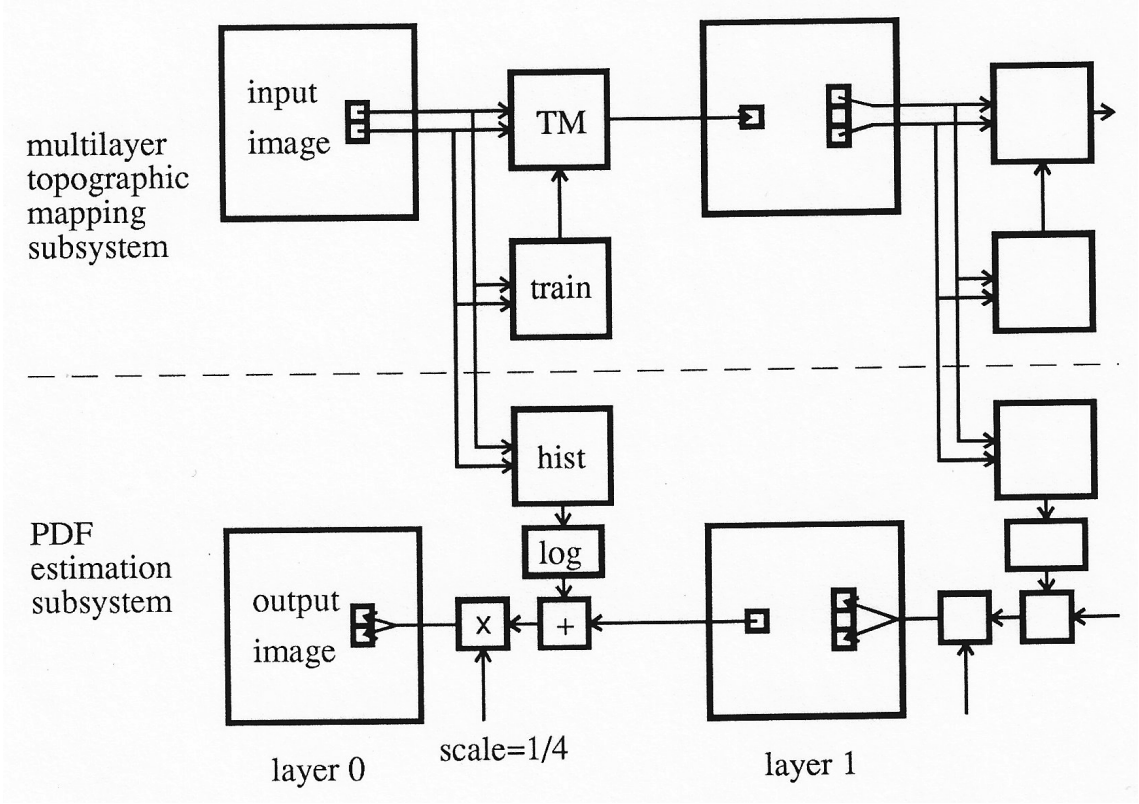 input
image
TM
multilayer
topographic
mapping
subsystem
train
hist
log
PDF
estimation
subsystem
output
image
x
+
scale=1/4
layer 0
layer 1